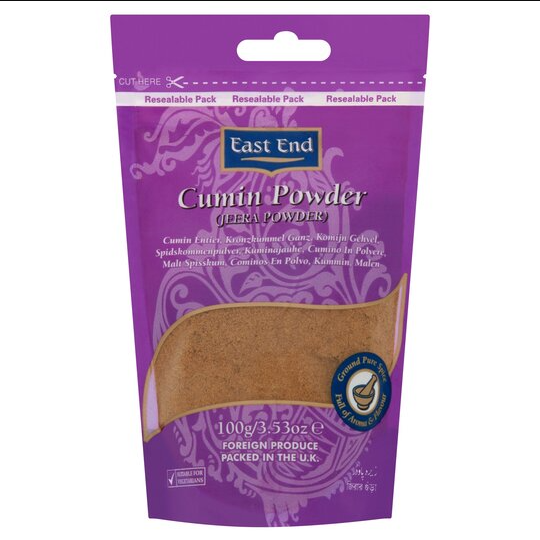 CUT HERE
Resealable Pack Resealable Pack Resealable Pack
East End
Cumin Powder
(JEERA POWDER)
Cumin Entier, Kronzkummel Ganz, Komijn Gehvel,
Spidskommenpulver, Kuminajauhe, Cumino In Polvere,
Malt Spisskum, Cominos En Polvo, Kummin, Malen
Ground Pure Spice
Full of Aroma & Flavour
100g/3.53oz ℮
FOREIGN PRODUCE
PACKED IN THE U.K.
SUITABLE FOR
VEGETARIANS
জিরার গুড়া